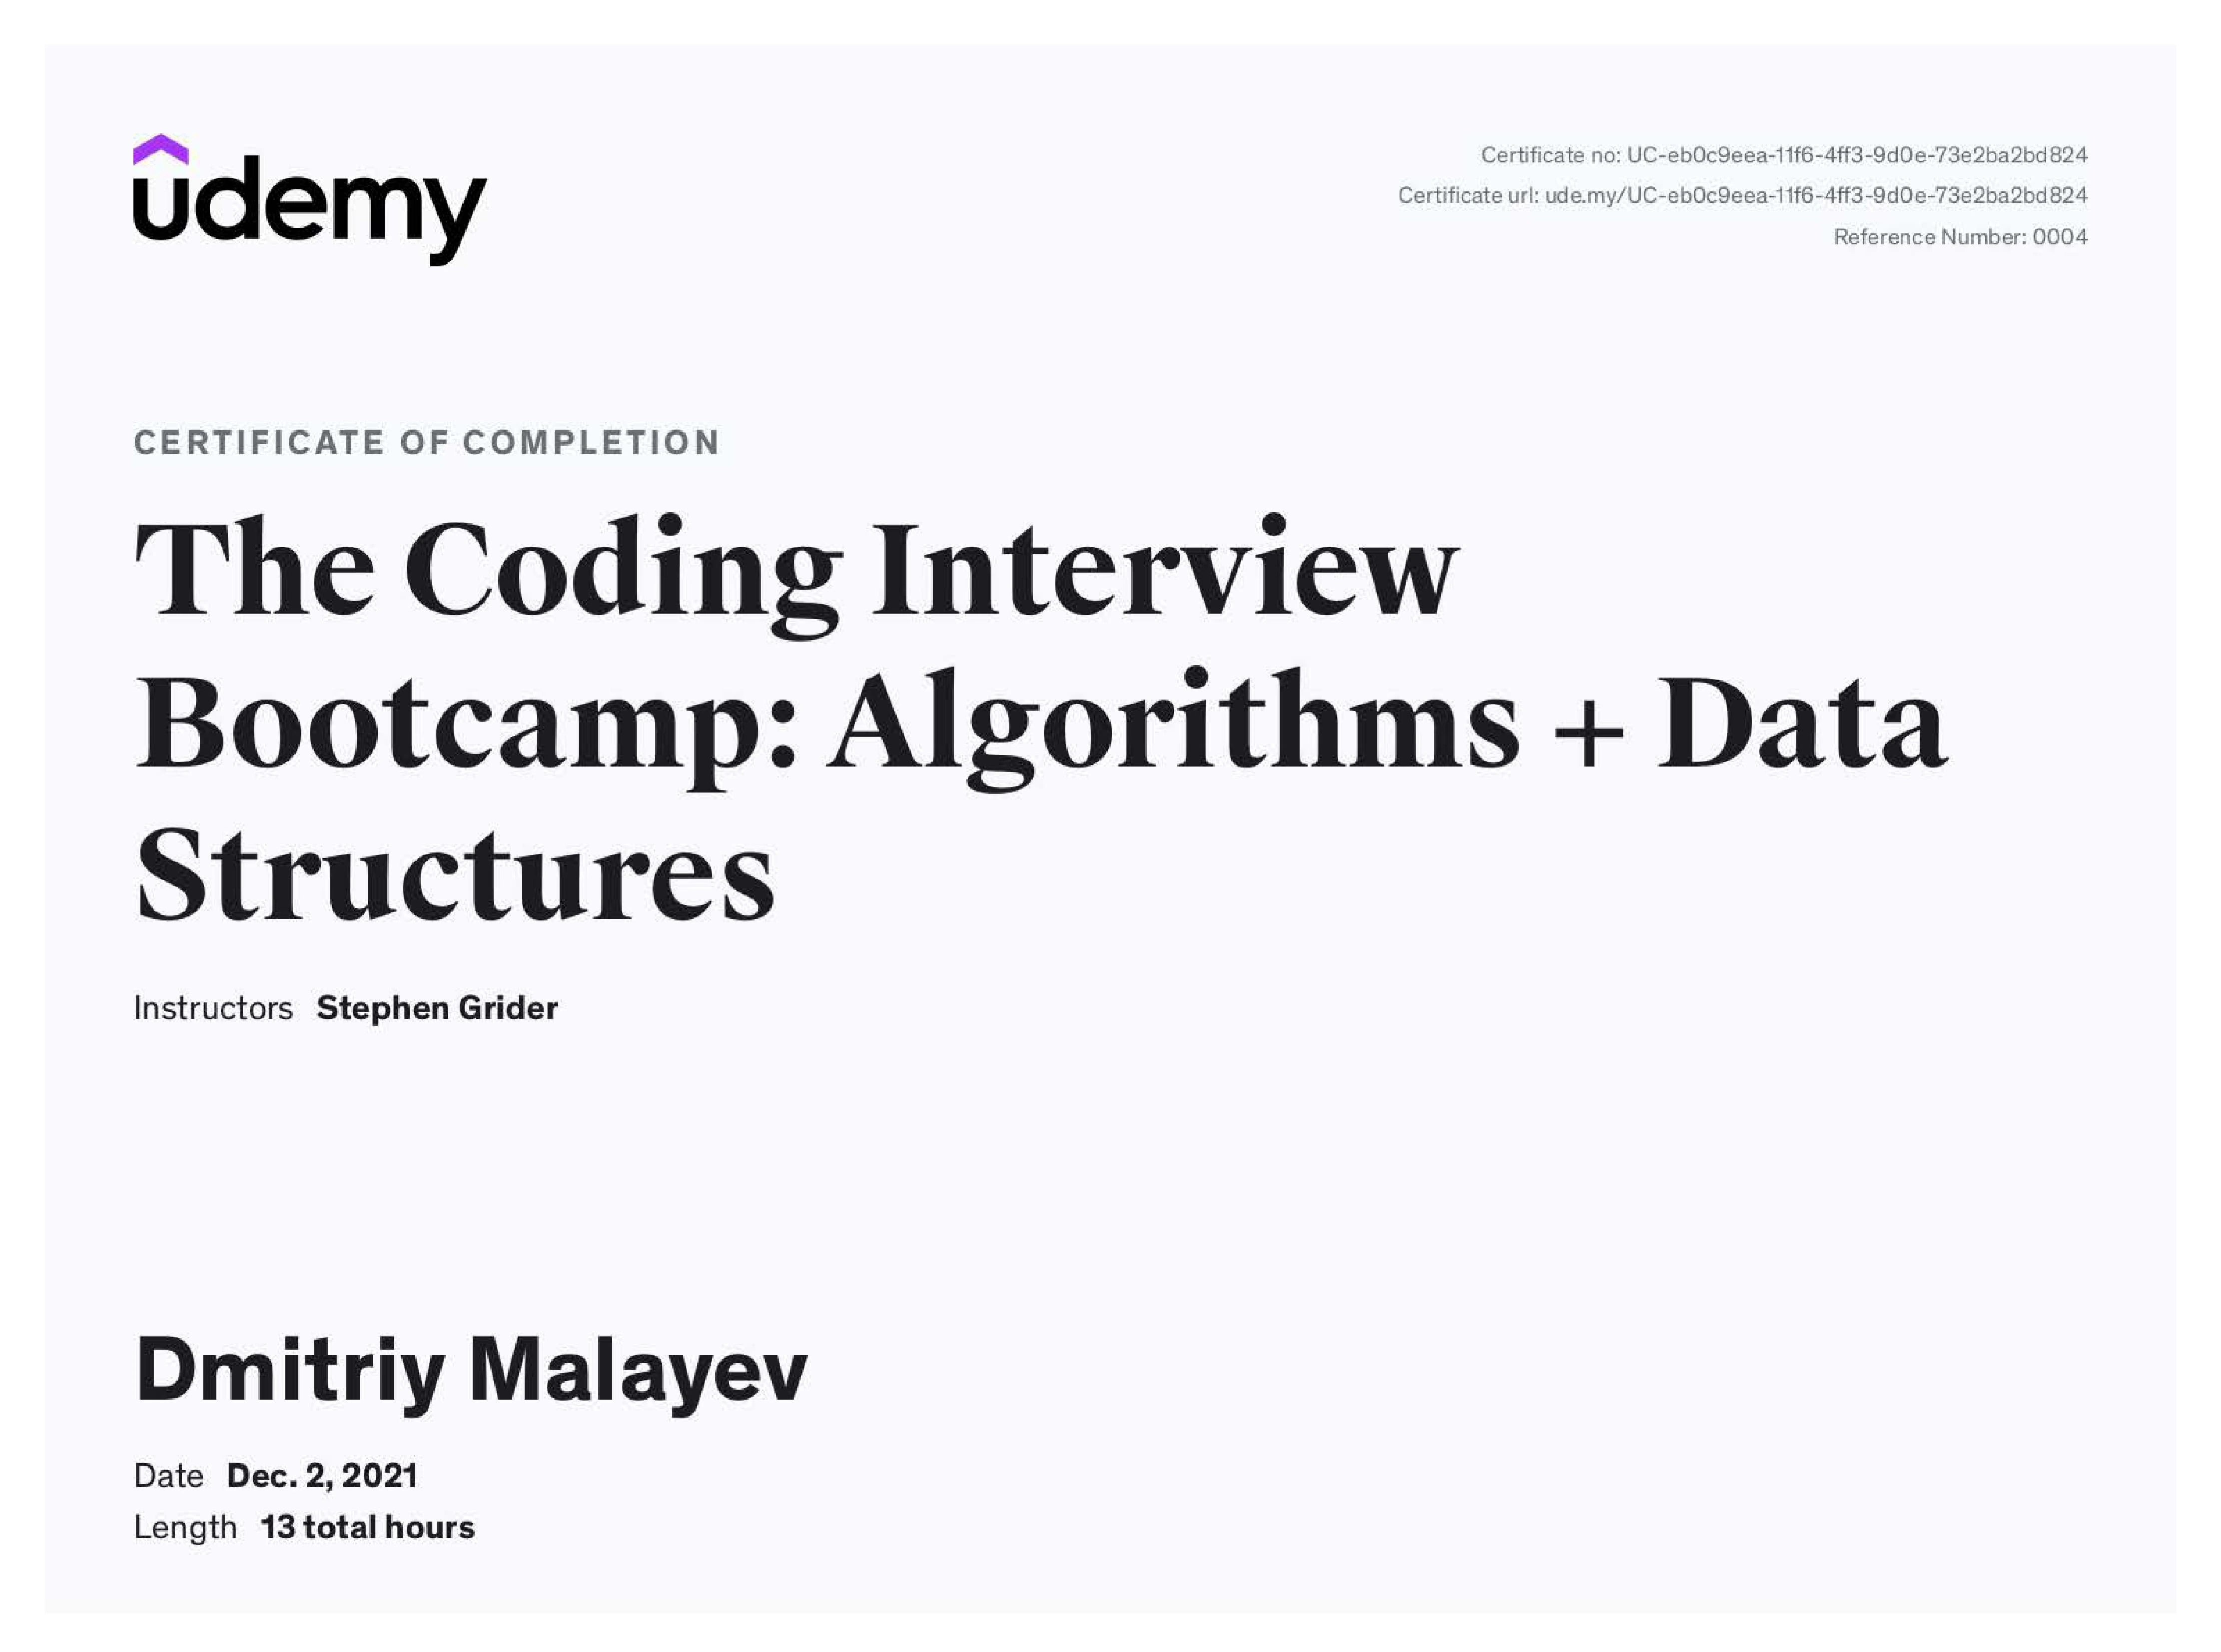 udemy
Certificate no: UC-eb0c9eea-11f6-4ff3-9d0e-73e2ba2bd824
Certificate url: ude.my/UC-eb0c9eea-11f6-4ff3-9d0e-73e2ba2bd824
Reference Number: 0004
CERTIFICATE OF COMPLETION
The Coding Interview
Bootcamp: Algorithms + Data
Structures
Instructors Stephen Grider
Dmitriy Malayev
Date Dec. 2, 2021
Length 13 total hours